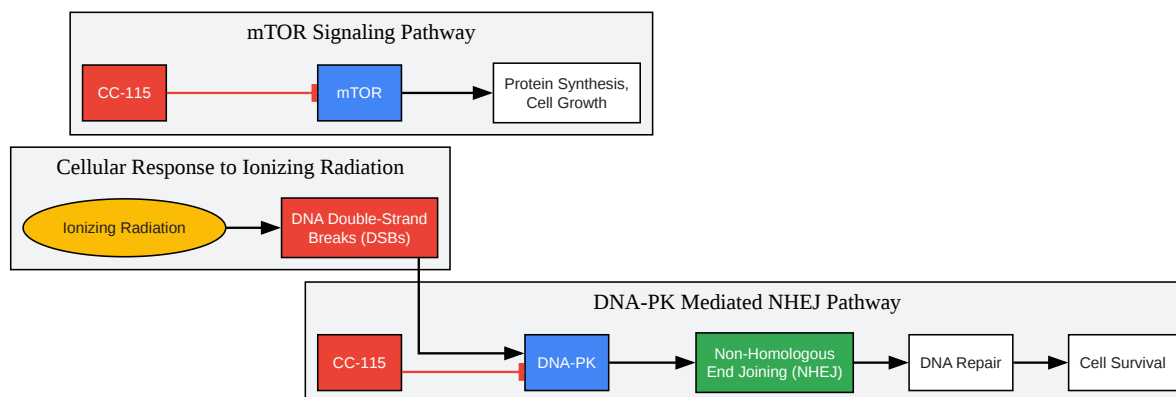 mTOR Signaling Pathway
CC-115
mTOR
Protein Synthesis,
Cell Growth
Cellular Response to Ionizing Radiation
Ionizing Radiation
DNA Double-Strand
Breaks (DSBs)
DNA-PK Mediated NHEJ Pathway
CC-115
DNA-PK
Non-Homologous
End Joining (NHEJ)
DNA Repair
Cell Survival